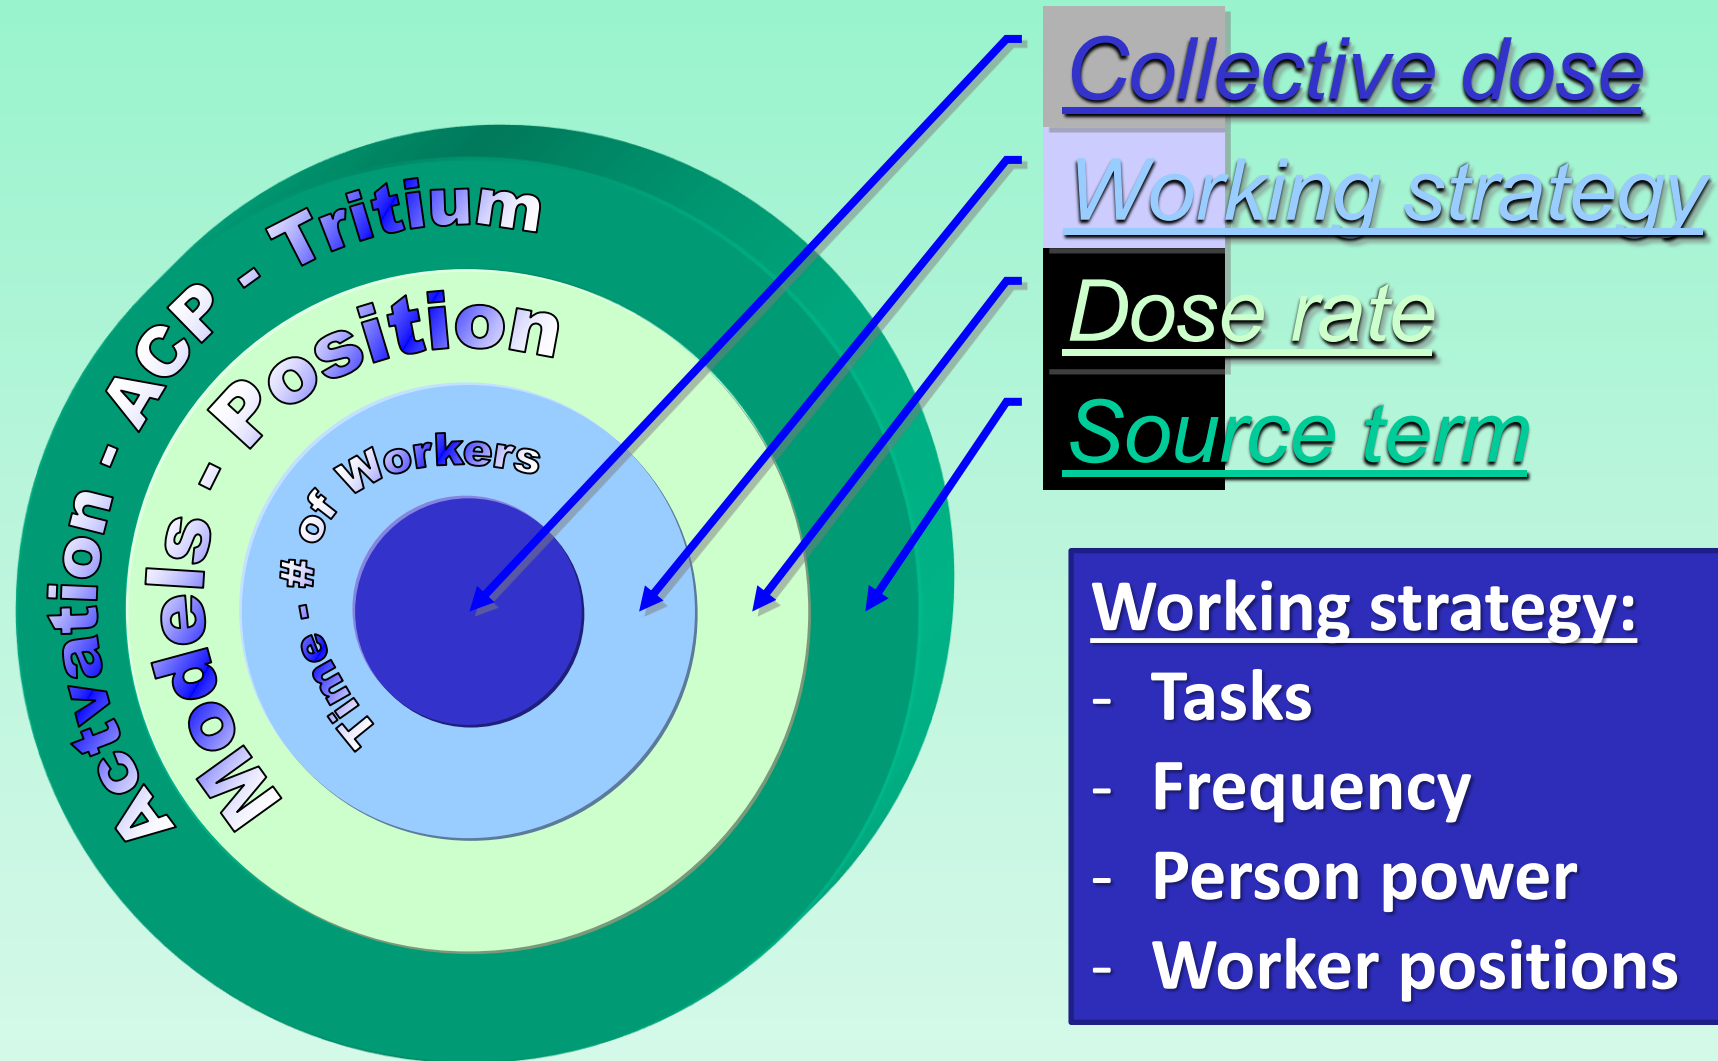 Collective dose
Working strategy
Dose rate
Source term
Actvation - ACP - Tritium
Models - Position
Time - # of Workers
Working strategy:
- Tasks
- Frequency
- Person power
- Worker positions